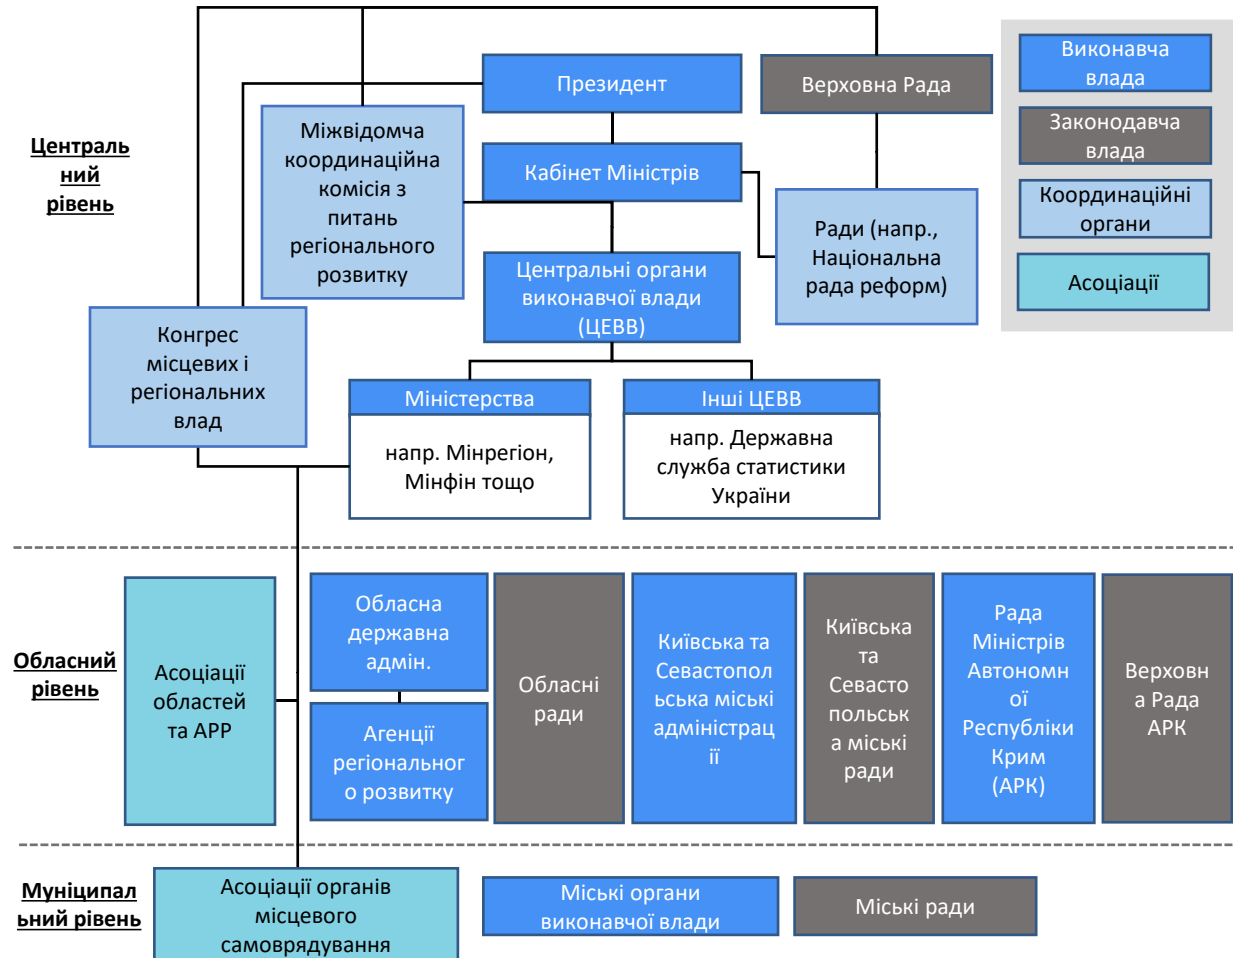 Президент
Верховна Рада
Виконавча
влада
Законодавча
влада
Координаційні
органи
Асоціації
Централь
ний
рівень
Міжвідомча
координаційна
комісія з
питань
регіонального
розвитку
Кабінет Міністрів
Ради (напр.,
Національна
рада реформ)
Центральні органи
виконавчої влади
(ЦЕВВ)
Конгрес
місцевих і
регіональних
влад
Міністерства
напр. Мінрегіон,
Мінфін тощо
Інші ЦЕВВ
напр. Державна
служба статистики
України
Обласний
рівень
Асоціації
областей
та АРР
Обласна
державна
адмін.
Агенції
регіональног
о розвитку
Обласні
ради
Київська та
Севастопол
ьська міські
адміністрац
ії
Київська
та
Севасто
польськ
а міські
ради
Рада
Міністрів
Автономн
ої
Республіки
Крим
(АРК)
Верховн
а Рада
АРК
Муніципал
ьний рівень
Асоціації органів
місцевого
самоврядування
Міські органи
виконавчої влади
Міські ради